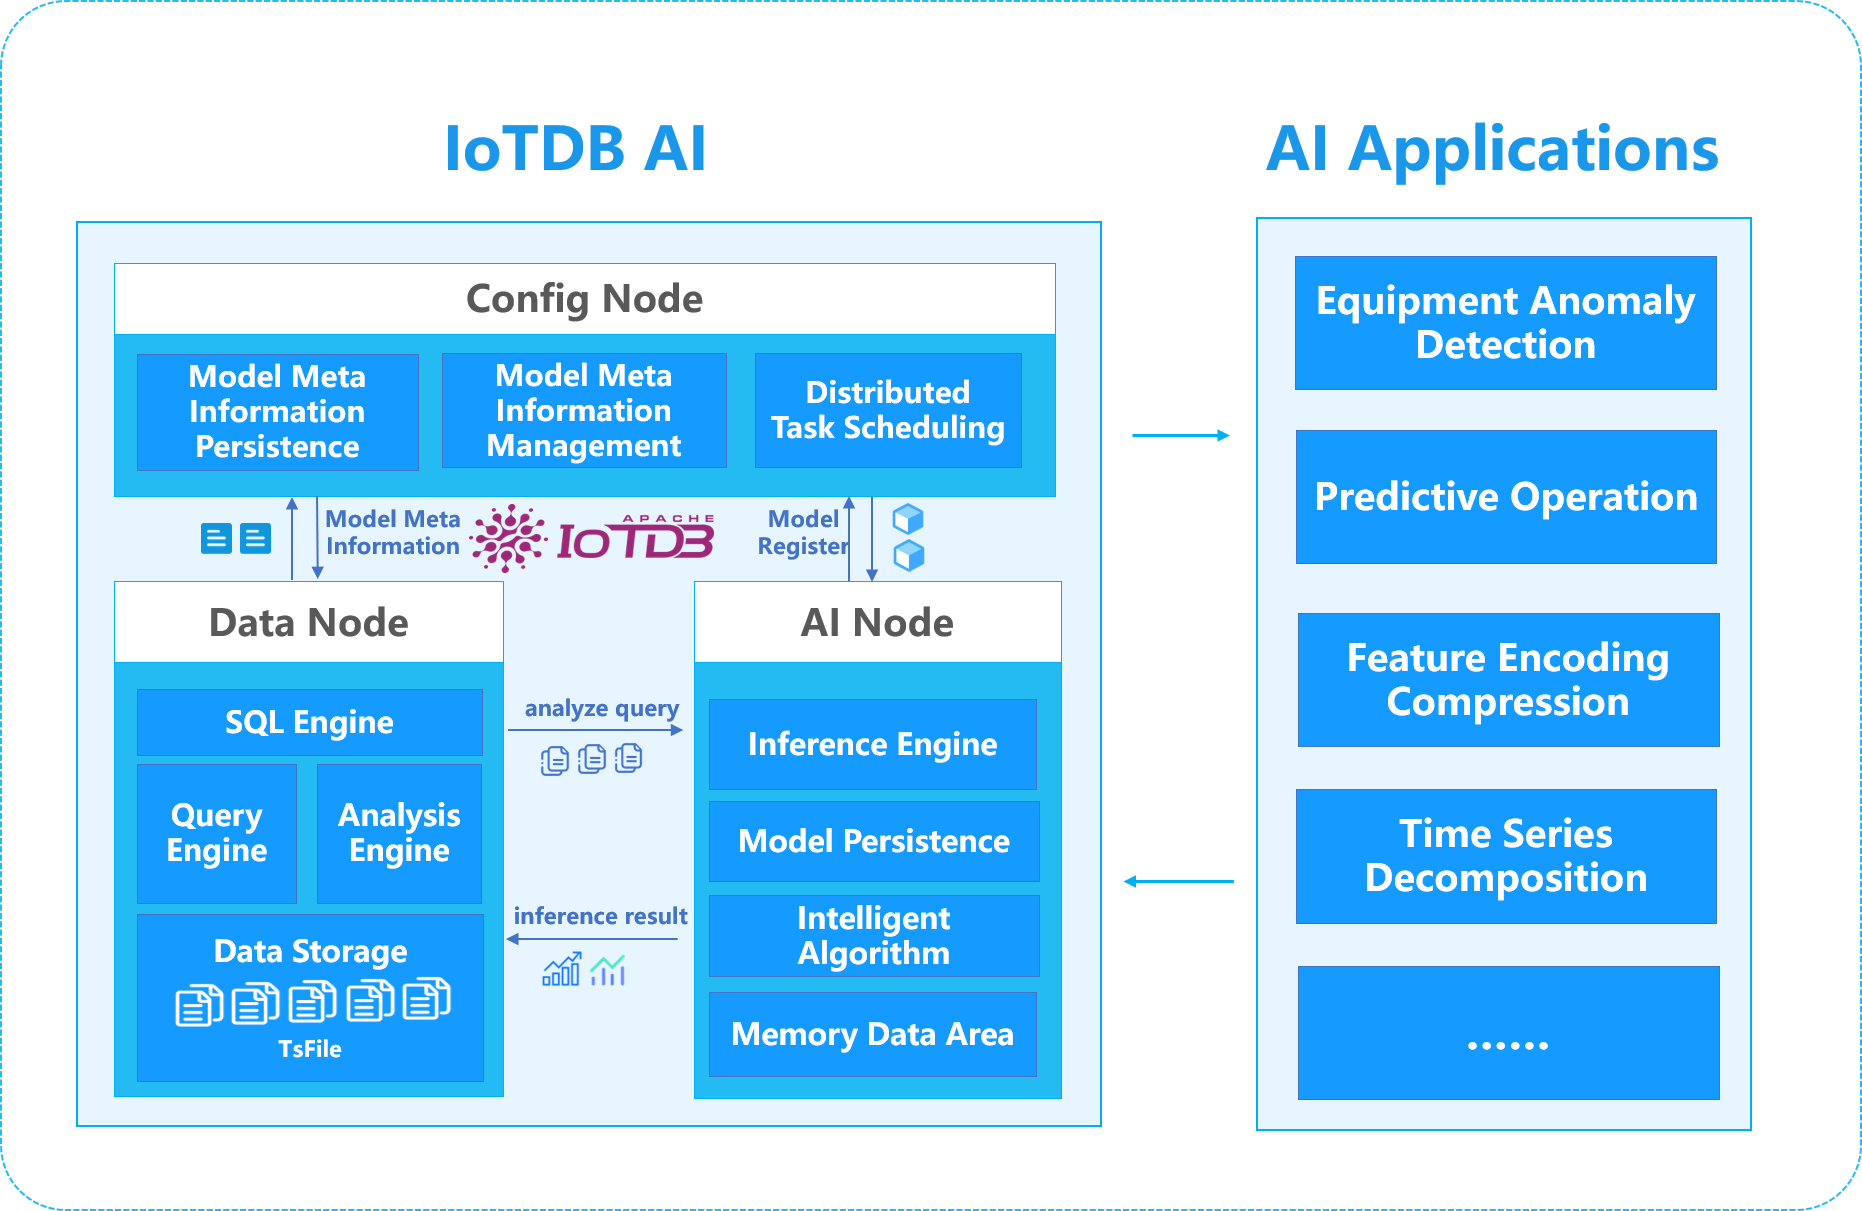 IoTDB AI
Config Node
Model Meta
Information
Persistence
Model Meta
Information
Management
Distributed
Task Scheduling
Model Meta
Information
APACHE
IoTDB
Model
Register
Data Node
SQL Engine
Query
Engine
Analysis
Engine
Data Storage
TsFile
analyze query
inference result
AI Node
Inference Engine
Model Persistence
Intelligent
Algorithm
Memory Data Area
AI Applications
Equipment Anomaly
Detection
Predictive Operation
Feature Encoding
Compression
Time Series
Decomposition
......